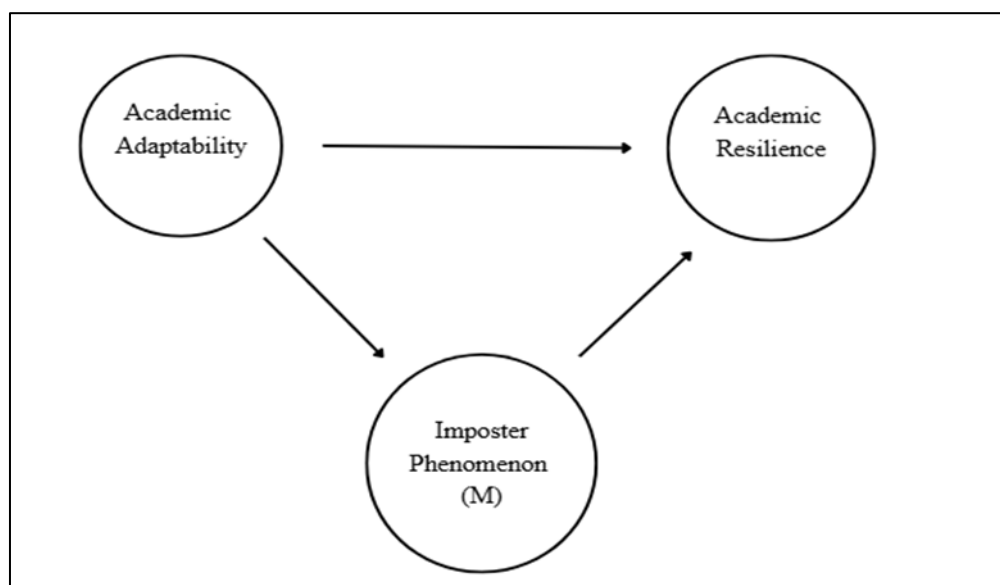 Academic
Adaptability
Academic
Resilience
Imposter
Phenomenon
(M)